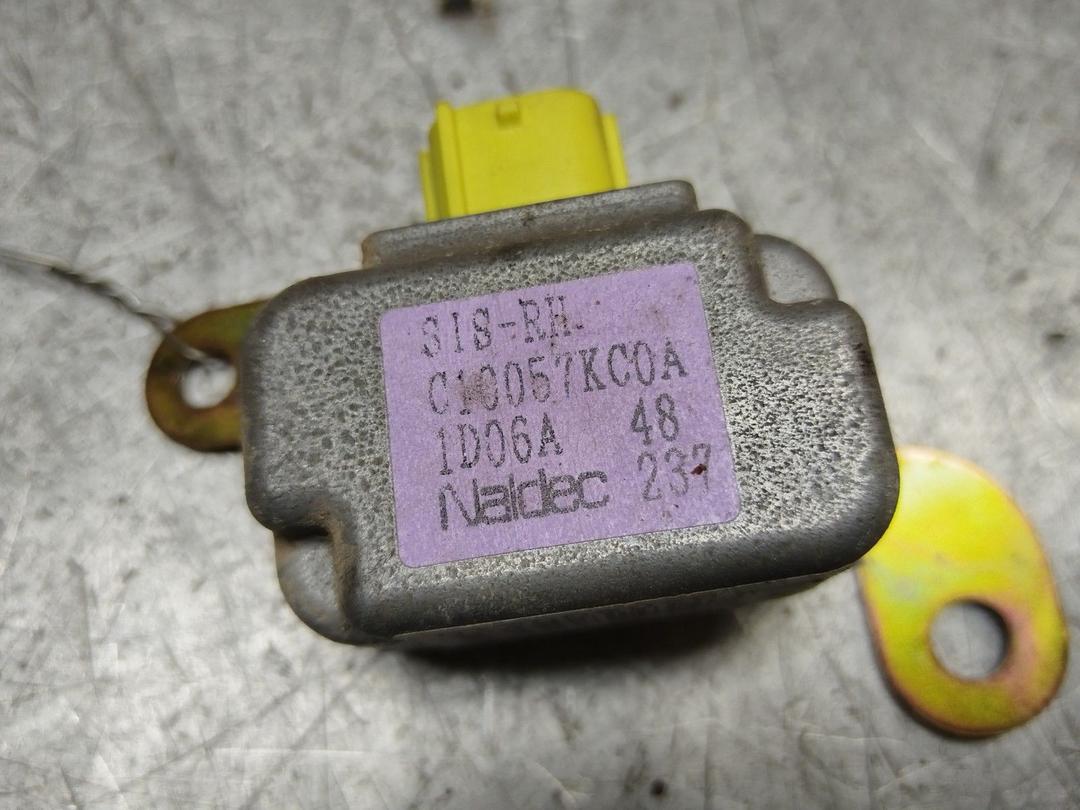 SIS-RH.
C10057KC0A
1D06A 48
Naldec 237